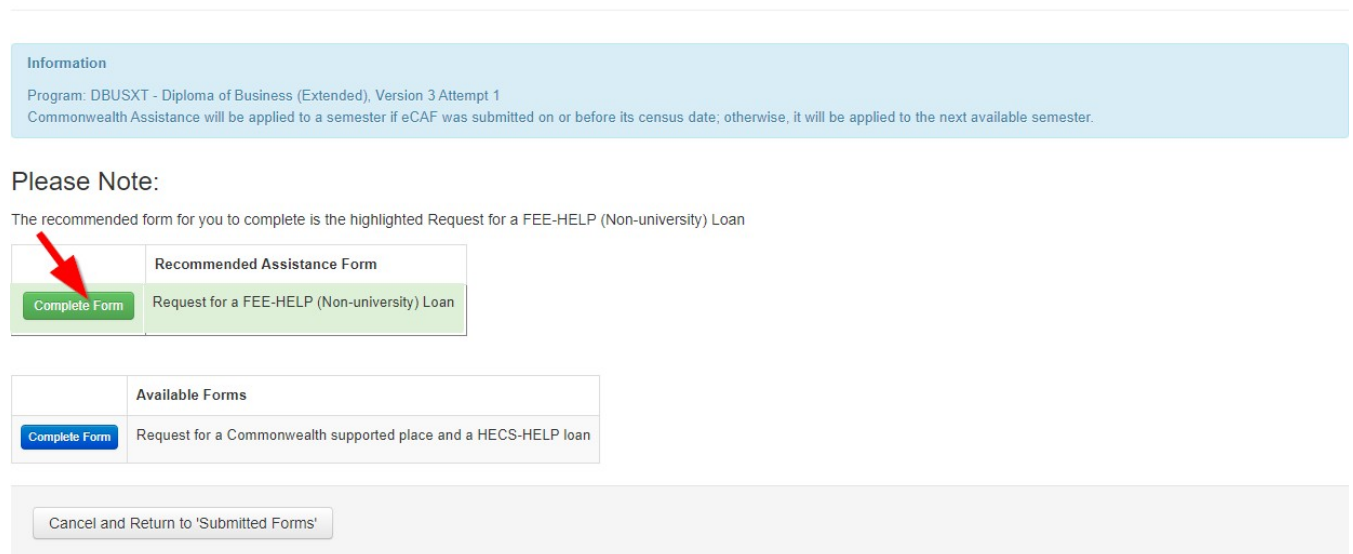 Information
Program: DBUSXT - Diploma of Business (Extended), Version 3 Attempt 1
Commonwealth Assistance will be applied to a semester if eCAF was submitted on or before its census date; otherwise, it will be applied to the next available semester.
Please Note:
The recommended form for you to complete is the highlighted Request for a FEE-HELP (Non-university) Loan
Recommended Assistance Form
Complete Form Request for a FEE-HELP (Non-university) Loan
Available Forms
Complete Form Request for a Commonwealth supported place and a HECS-HELP loan
Cancel and Return to 'Submitted Forms'